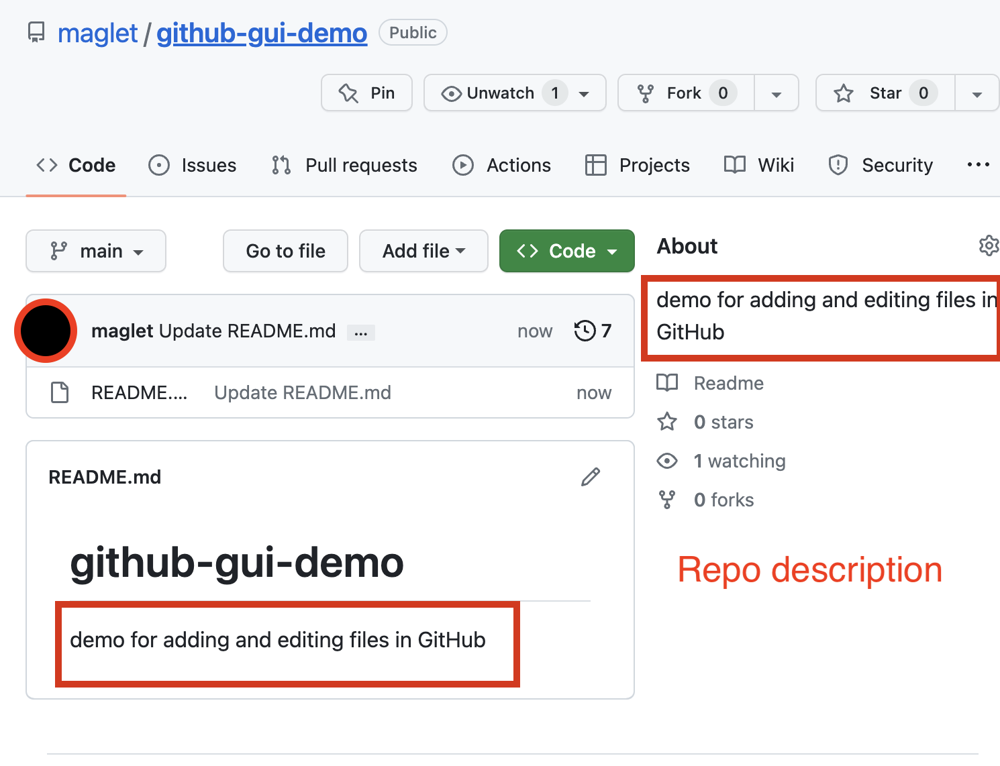 maglet / github-gui-demo Public
Pin Unwatch 1 Fork 0 Star 0
Code Issues Pull requests Actions Projects Wiki Security ...
main Go to file Add file Code
About
demo for adding and editing files in
GitHub
Readme
0 stars
1 watching
0 forks
Repo description
maglet Update README.md ... now 7
README.... Update README.md now
README.md
github-gui-demo
demo for adding and editing files in GitHub